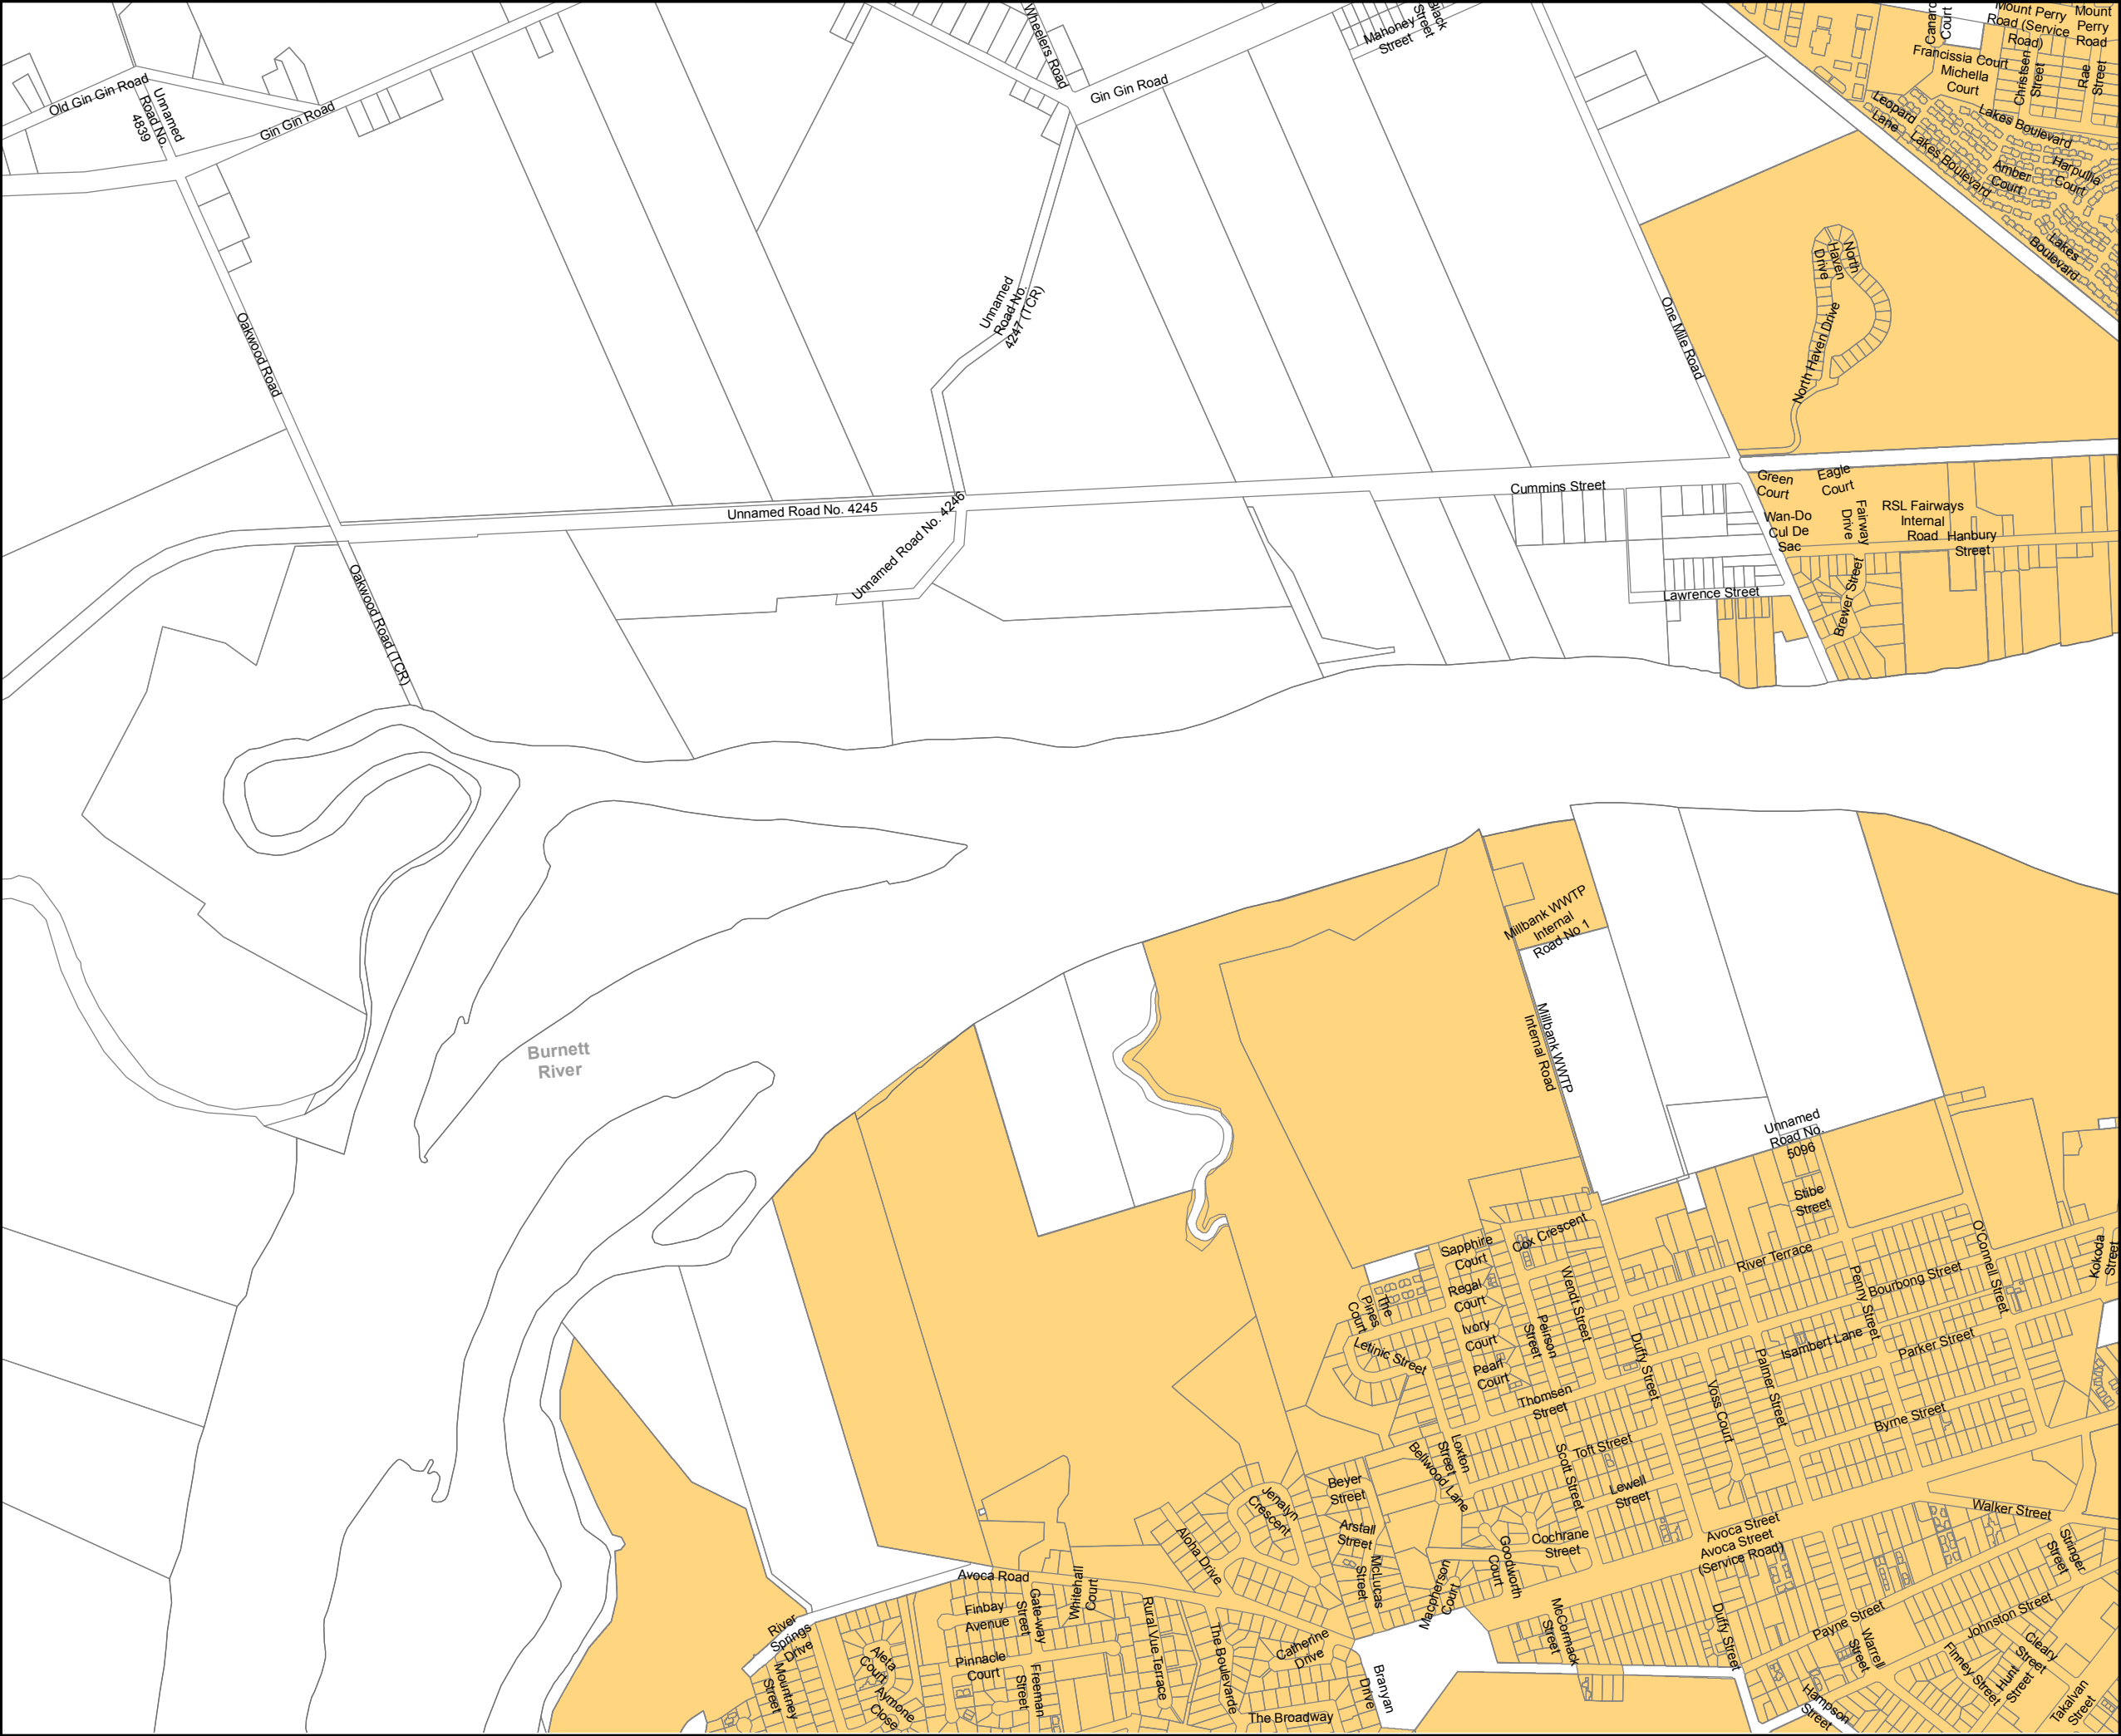 Wheelers Road
Mahoney
Street
Black
Street
Canard
Court
Mount Perry
Road (Service
Road)
Mount
Perry
Road
Francissia Court
Michella
Court
Christsen
Street
Rae
Street
Old Gin Gin Road
Unnamed
Road No.
4839
Gin Gin Road
Gin Gin Road
Leopard
Lane
Lakes Boulevard
Lakes Boulevard
Amber
Court
Harpullia
Court
Lakes
Boulevard
North
Haven
Drive
North Haven Drive
Oakwood Road
Unnamed
Road No.
4247 (TCR)
One Mile Road
Unnamed Road No. 4245
Unnamed Road No. 4246
Cummins Street
Green
Court
Eagle
Court
Wan-Do
Cul De
Sac
Fairway
Drive
RSL Fairways
Internal
Road
Hanbury
Street
Oakwood Road (TCR)
Lawrence Street
Brewer Street
Millbank WWTP
Internal
Road No 1
Millbank WWTP
Internal Road
Burnett
River
Unnamed
Road No.
5096
Stibe
Street
Sapphire
Court
Cox Crescent
River Terrace
O'Connell Street
Kokoda
Street
The
Pines
Court
Regal
Court
Wendt Street
Penny Street
Bourbong Street
Ivory
Court
Peirson
Street
Letinic Street
Pearl
Court
Duffy Street
Isambert Lane
Parker Street
Palmer Street
Voss Court
Thomsen
Street
Byrne Street
Loxton
Street
Bellwood Lane
Toft Street
Scott Street
Lewell
Street
Beyer
Street
Jenalyn
Crescent
Arstall
Street
Aloha Drive
McLucas
Street
Cochrane
Street
Goodworth
Court
Macpherson
Court
Avoca Street
Avoca Street
(Service Road)
Walker Street
Stringer
Street
Avoca Road
Whitehall
Court
Finbay
Avenue
Gate-way
Street
River
Springs
Drive
Rural Vue Terrace
The Boulevarde
Catherine
Drive
McCormack
Street
Duffy Street
Payne Street
Warrell
Street
Johnston Street
Cleary
Street
Finney Street
Hunt
Street
Takalvan
Street
Hampson
Street
Aleta
Court
Pinnacle
Court
Freeman
Street
Mountney
Street
Aymone
Close
The Broadway
Branyan
Drive